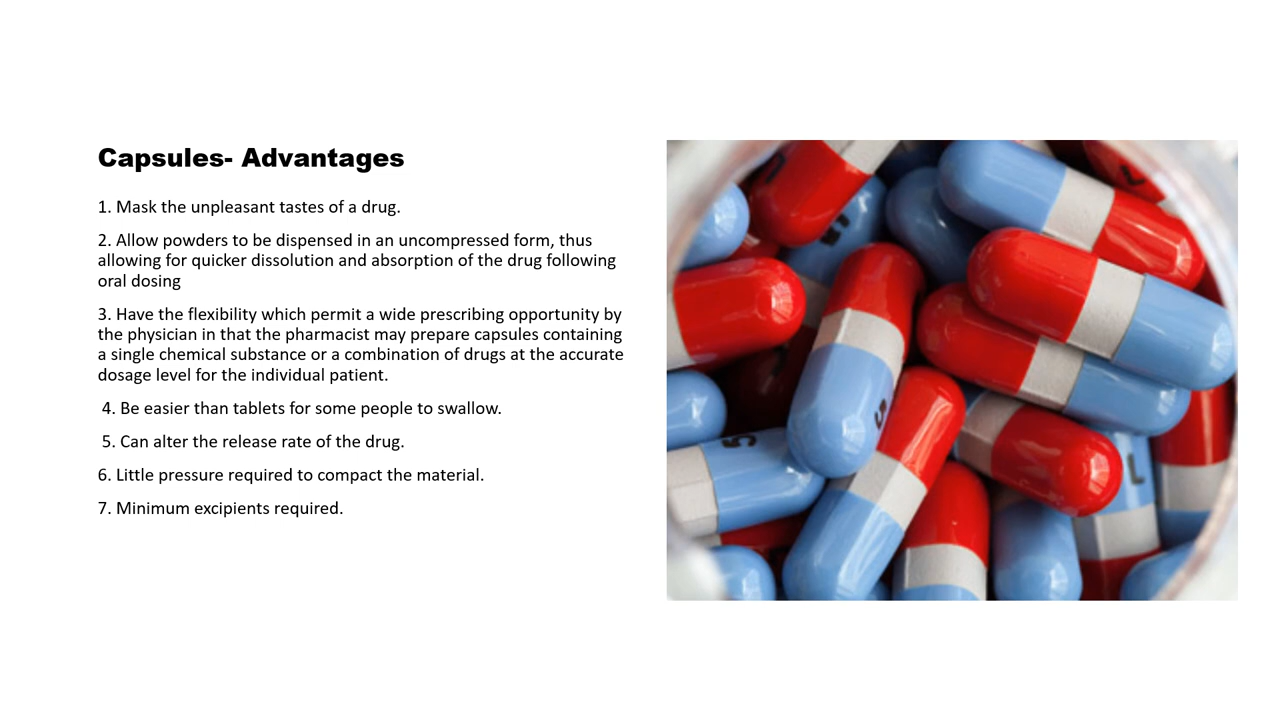 Capsules- Advantages
1. Mask the unpleasant tastes of a drug.
2. Allow powders to be dispensed in an uncompressed form, thus
allowing for quicker dissolution and absorption of the drug following
oral dosing
3. Have the flexibility which permit a wide prescribing opportunity by
the physician in that the pharmacist may prepare capsules containing
a single chemical substance or a combination of drugs at the accurate
dosage level for the individual patient.
4. Be easier than tablets for some people to swallow.
5. Can alter the release rate of the drug.
6. Little pressure required to compact the material.
7. Minimum excipients required.